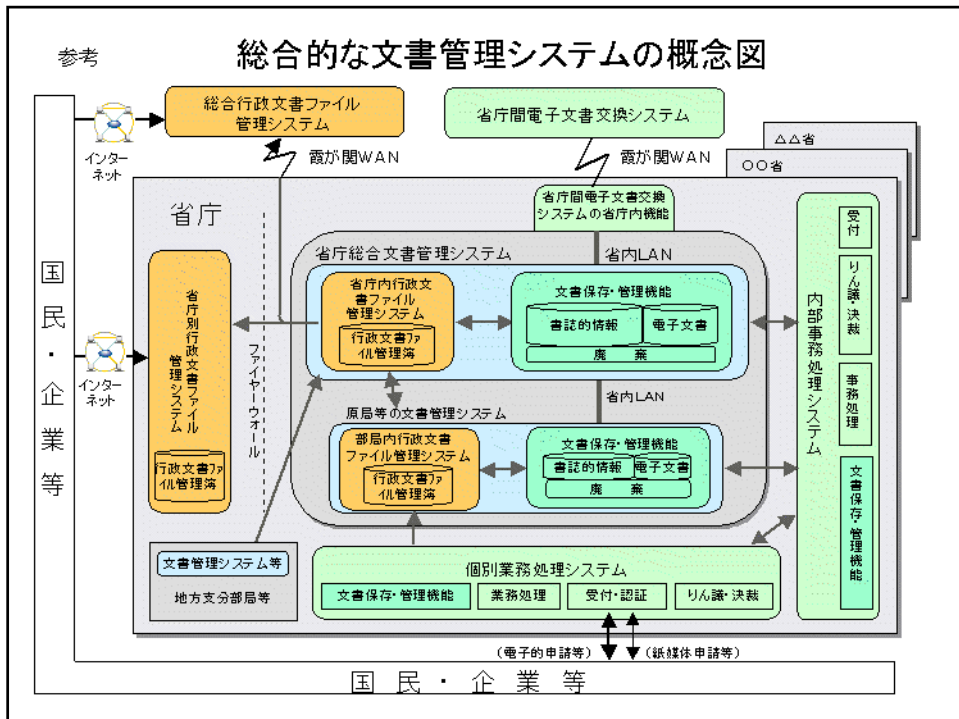 参考
総合的な文書管理システムの概念図
総合行政文書ファイル
管理システム
省庁間電子文書交換システム
インター
ネット
霞が関WAN
霞が関WAN
△△省
○○省
省庁
省庁間電子文書交換
システムの省庁内機能
省庁総合文書管理システム
省内LAN
省庁内行政文
書ファイル
管理システム
行政文書ファ
イル管理簿
文書保存・管理機能
書誌的情報
電子文書
廃 棄
省庁別行政文書ファイル
管理システム
行政文書ファ
イル管理簿
ファイヤーウォール
インター
ネット
国民・企業等
原局等の文書管理システム
省内LAN
部局内行政文書
ファイル管理システム
行政文書ファ
イル管理簿
文書保存・管理機能
書誌的情報
電子文書
廃 棄
内部事務処理システム
受付
りん議・決裁
事務処理
文書保存・管理機能
文書管理システム等
地方支分部局等
個別業務処理システム
文書保存・管理機能
業務処理
受付・認証
りん議・決裁
(電子的申請等)
(紙媒体申請等)
国民・企業等